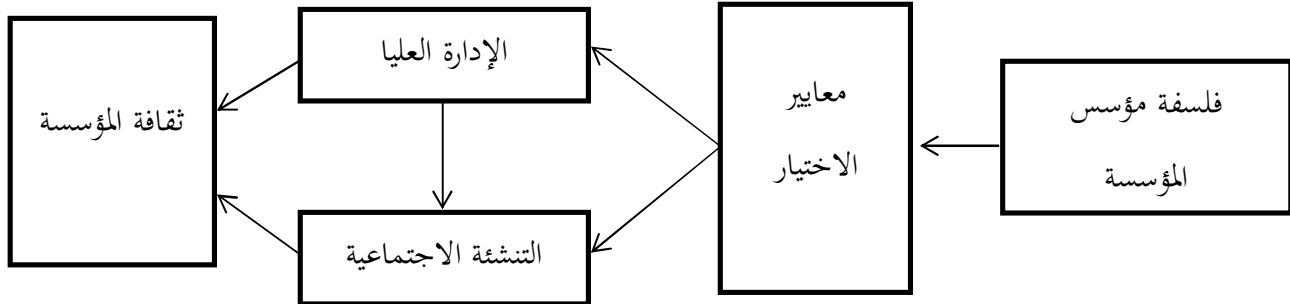 فلسفة مؤسس
المؤسسة
معايير
الاختيار
الإدارة العليا
التنشئة الاجتماعية
ثقافة المؤسسة